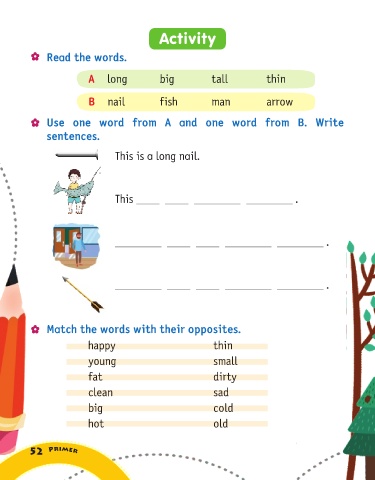 Activity
Read the words.
A long big tall thin
B nail fish man arrow
Use one word from A and one word from B. Write
sentences.
This is a long nail.
This ____ ____ ________ ________ .
____ ____ ____ ________ ________ .
____ ____ ____ ________ ________ .
Match the words with their opposites.
happy thin
young small
fat dirty
clean sad
big cold
hot old
52 PRIMER